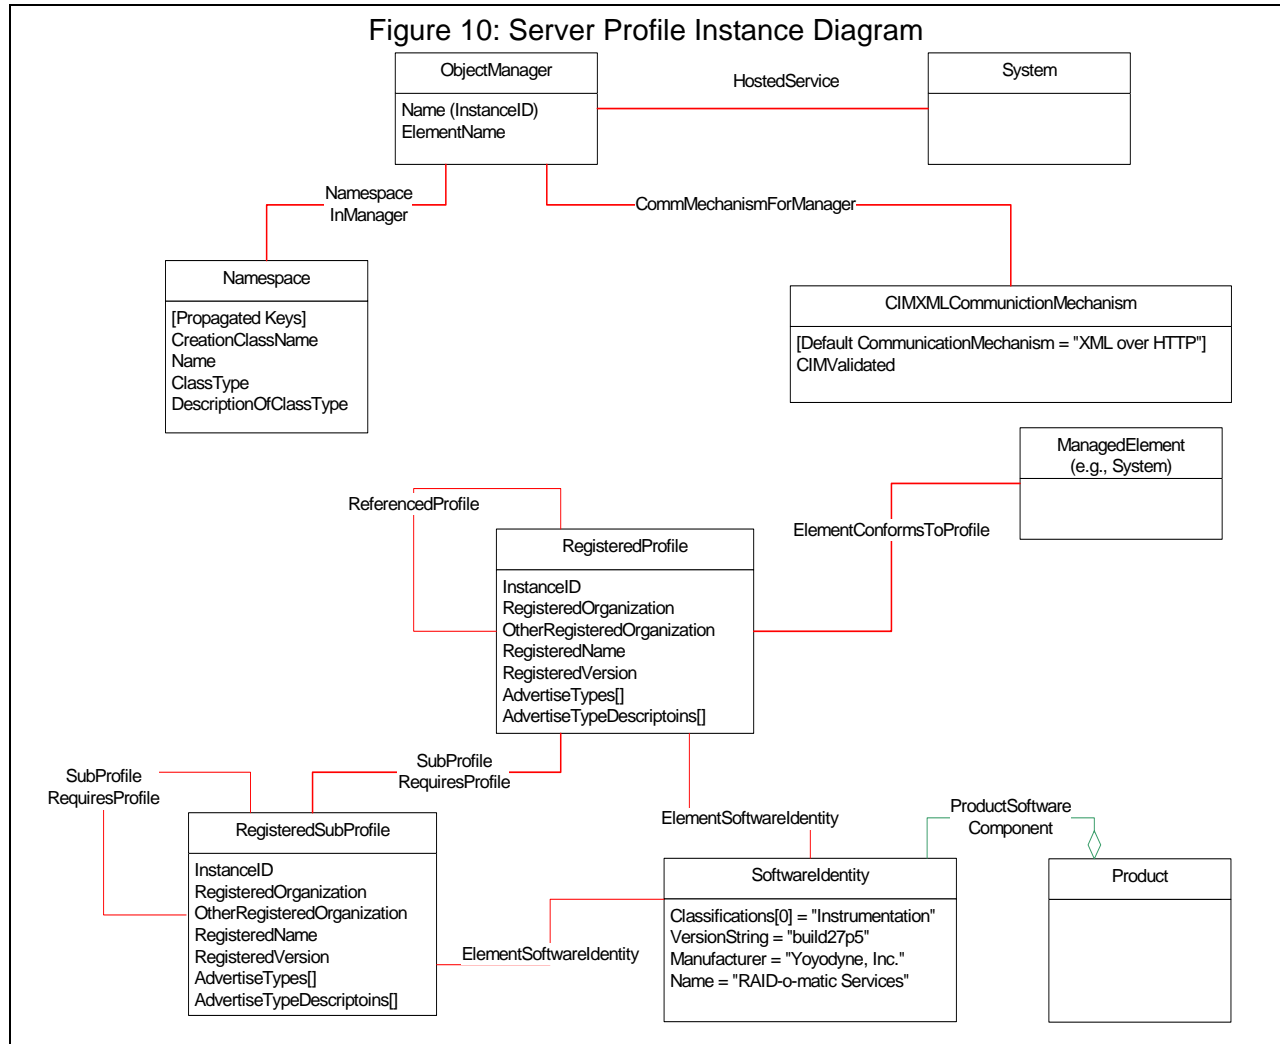 Figure 10: Server Profile Instance Diagram
ObjectManager
Name (InstanceID)
ElementName
HostedService
System
Namespace
InManager
CommMechanismForManager
Namespace
[Propagated Keys]
CreationClassName
Name
ClassType
DescriptionOfClassType
CIMXMLCommunictionMechanism
[Default CommunicationMechanism = "XML over HTTP"]
CIMValidated
ManagedElement
(e.g., System)
ReferencedProfile
ElementConformsToProfile
RegisteredProfile
InstanceID
RegisteredOrganization
OtherRegisteredOrganization
RegisteredName
RegisteredVersion
AdvertiseTypes[]
AdvertiseTypeDescriptoins[]
SubProfile
RequiresProfile
SubProfile
RequiresProfile
ElementSoftwareIdentity
ProductSoftware
Component
RegisteredSubProfile
InstanceID
RegisteredOrganization
OtherRegisteredOrganization
RegisteredName
RegisteredVersion
AdvertiseTypes[]
AdvertiseTypeDescriptoins[]
ElementSoftwareIdentity
SoftwareIdentity
Classifications[0] = "Instrumentation"
VersionString = "build27p5"
Manufacturer = "Yoyodyne, Inc."
Name = "RAID-o-matic Services"
Product